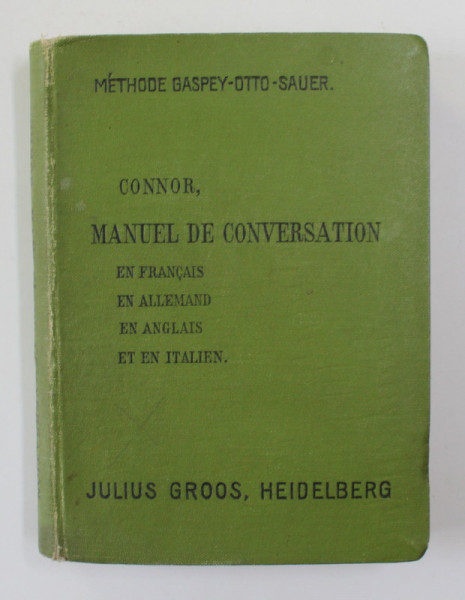 MÉTHODE GASPEY-OTTO-SAUER.
CONNOR,
MANUEL DE CONVERSATION
EN FRANÇAIS
EN ALLEMAND
EN ANGLAIS
ET EN ITALIEN.
JULIUS GROOS, HEIDELBERG